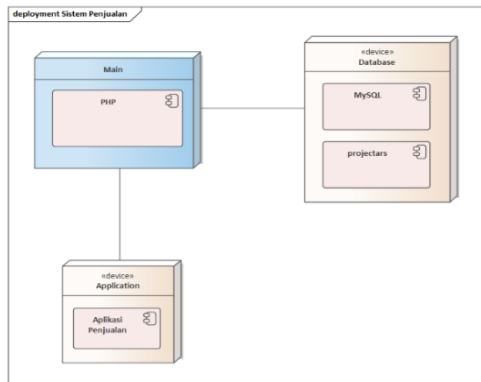 deployment Sistem Penjualan
Main
PHP
«device»
Database
MySQL
projectars
«device»
Application
Aplikasi
Penjualan